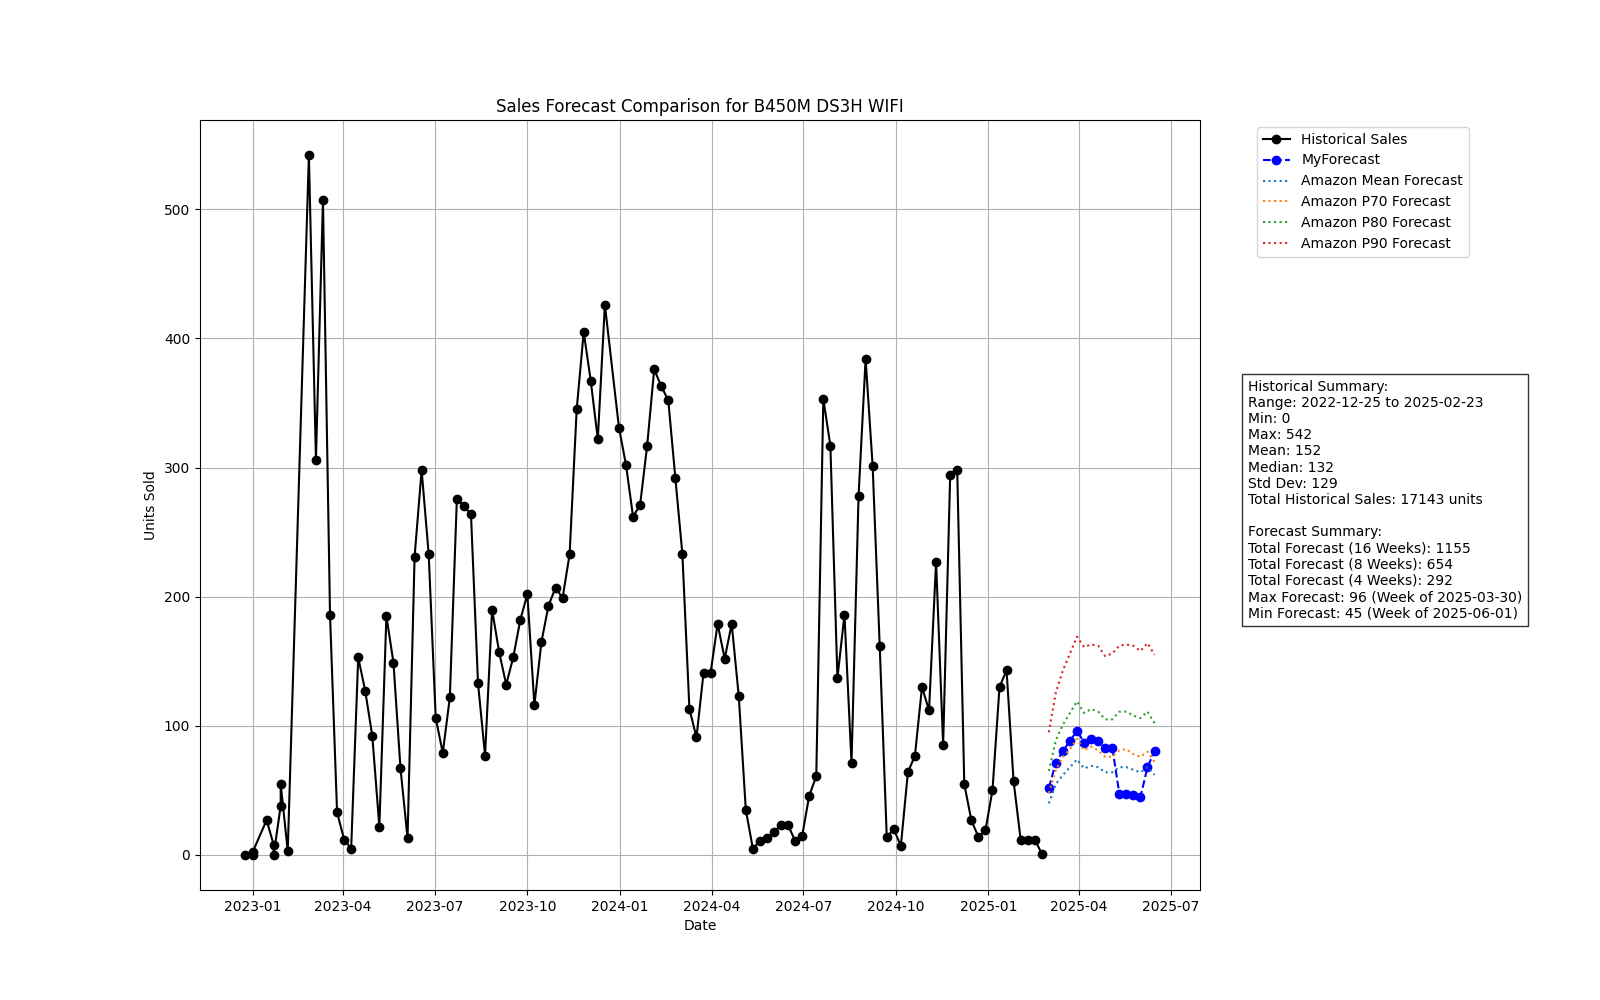 Sales Forecast Comparison for B450M DS3H WIFI
Historical Sales
MyForecast
Amazon Mean Forecast
Amazon P70 Forecast
Amazon P80 Forecast
Amazon P90 Forecast
500
400
300
200
100
0
Units Sold
Historical Summary:
Range: 2022-12-25 to 2025-02-23
Min: 0
Max: 542
Mean: 152
Median: 132
Std Dev: 129
Total Historical Sales: 17143 units
Forecast Summary:
Total Forecast (16 Weeks): 1155
Total Forecast (8 Weeks): 654
Total Forecast (4 Weeks): 292
Max Forecast: 96 (Week of 2025-03-30)
Min Forecast: 45 (Week of 2025-06-01)
2023-01 2023-04 2023-07 2023-10 2024-01 2024-04 2024-07 2024-10 2025-01 2025-04 2025-07
Date